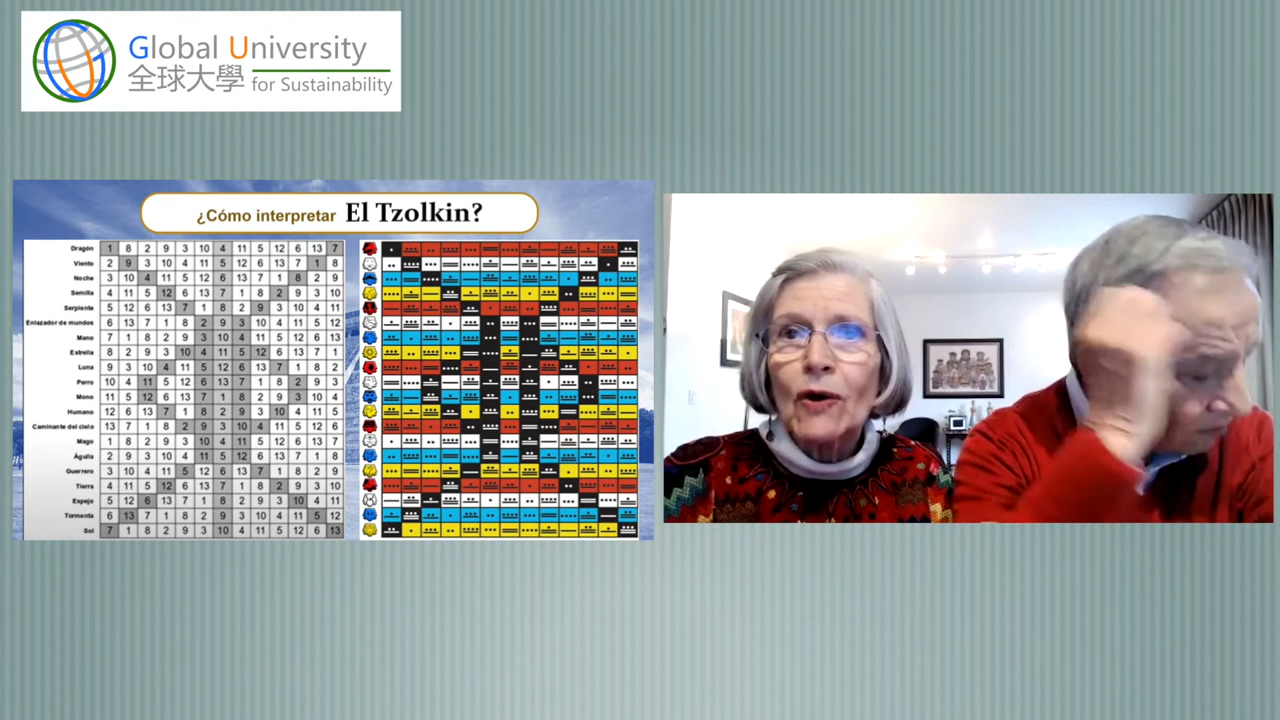 Global University
全球大學 for Sustainability
¿Cómo interpretar El Tzolkin?
Dragón 1 8 2 9 3 10 4 11 5 12 6 13 7
Viento 2 9 3 10 4 11 5 12 6 13 7 1 8
Noche 3 10 4 11 5 12 6 13 7 1 8 2 9
Semilla 4 11 5 12 6 13 7 1 8 2 9 3 10
Serpiente 5 12 6 13 7 1 8 2 9 3 10 4 11
Enlazador de mundos 6 13 7 1 8 2 9 3 10 4 11 5 12
Mano 7 1 8 2 9 3 10 4 11 5 12 6 13
Estrella 8 2 9 3 10 4 11 5 12 6 13 7 1
Luna 9 3 10 4 11 5 12 6 13 7 1 8 2
Perro 10 4 11 5 12 6 13 7 1 8 2 9 3
Mono 11 5 12 6 13 7 1 8 2 9 3 10 4
Humano 12 6 13 7 1 8 2 9 3 10 4 11 5
Caminante del cielo 13 7 1 8 2 9 3 10 4 11 5 12 6
Mago 1 8 2 9 3 10 4 11 5 12 6 13 7
Águila 2 9 3 10 4 11 5 12 6 13 7 1 8
Guerrero 3 10 4 11 5 12 6 13 7 1 8 2 9
Tierra 4 11 5 12 6 13 7 1 8 2 9 3 10
Espejo 5 12 6 13 7 1 8 2 9 3 10 4 11
Tormenta 6 13 7 1 8 2 9 3 10 4 11 5 12
Sol 7 1 8 2 9 3 10 4 11 5 12 6 13